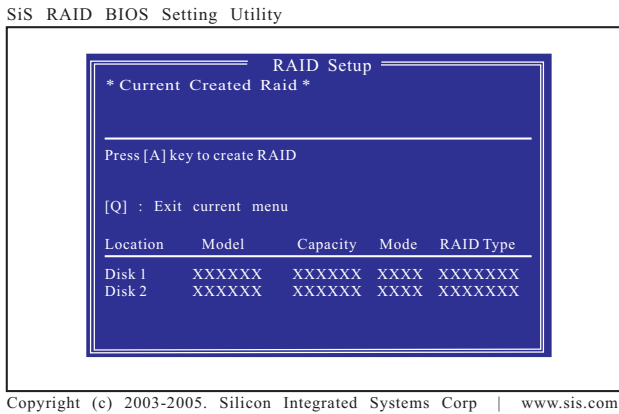 SiS RAID BIOS Setting Utility
RAID Setup
* Current Created Raid *
Press [A] key to create RAID
[Q] : Exit current menu
Location Model Capacity Mode RAID Type
Disk 1 XXXXXX XXXXXX XXXX XXXXXXX
Disk 2 XXXXXX XXXXXX XXXX XXXXXXX
Copyright (c) 2003-2005. Silicon Integrated Systems Corp | www.sis.com